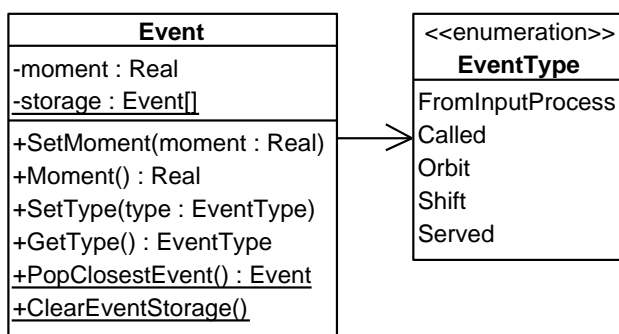 Event
-moment : Real
-storage : Event[]
+SetMoment(moment : Real)
+Moment() : Real
+SetType(type : EventType)
+GetType() : EventType
+PopClosestEvent() : Event
+ClearEventStorage()
<<enumeration>>
EventType
FromInputProcess
Called
Orbit
Shift
Served